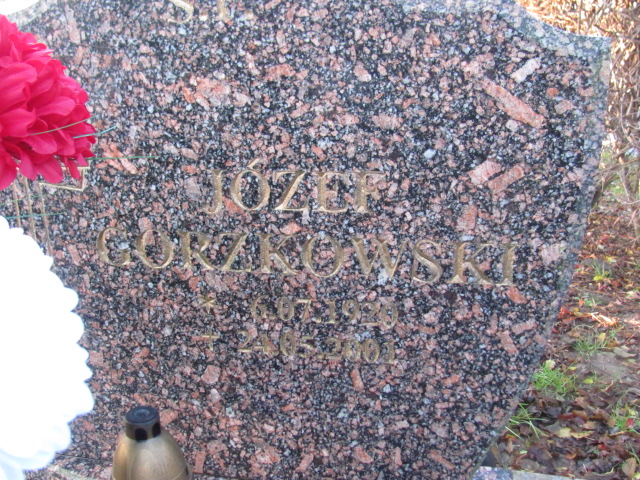 Ś.P.
JÓZEF
GORZKOWSKI
* 6.07.1920